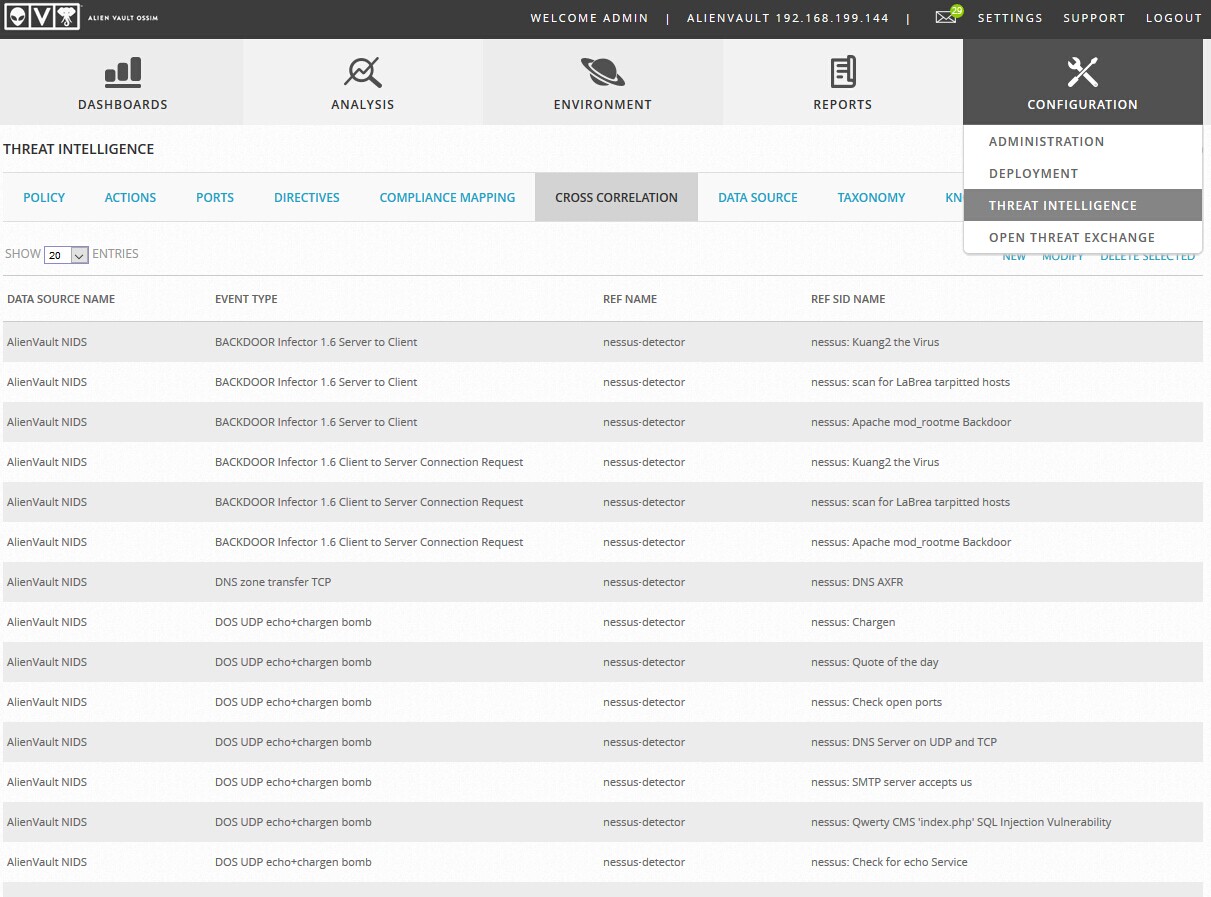 ALIEN VAULT OSSIM
WELCOME ADMIN | ALIENVAULT 192.168.199.144 | 29 SETTINGS SUPPORT LOGOUT
DASHBOARDS ANALYSIS ENVIRONMENT REPORTS CONFIGURATION
ADMINISTRATION
DEPLOYMENT
THREAT INTELLIGENCE
OPEN THREAT EXCHANGE
THREAT INTELLIGENCE
POLICY ACTIONS PORTS DIRECTIVES COMPLIANCE MAPPING CROSS CORRELATION DATA SOURCE TAXONOMY KN
SHOW 20 ENTRIES
NEW MODIFY DELETE SELECTED
DATA SOURCE NAME EVENT TYPE REF NAME REF SID NAME
AlienVault NIDS BACKDOOR Infector 1.6 Server to Client nessus-detector nessus: Kuang2 the Virus
AlienVault NIDS BACKDOOR Infector 1.6 Server to Client nessus-detector nessus: scan for LaBrea tarpitted hosts
AlienVault NIDS BACKDOOR Infector 1.6 Server to Client nessus-detector nessus: Apache mod_rootme Backdoor
AlienVault NIDS BACKDOOR Infector 1.6 Client to Server Connection Request nessus-detector nessus: Kuang2 the Virus
AlienVault NIDS BACKDOOR Infector 1.6 Client to Server Connection Request nessus-detector nessus: scan for LaBrea tarpitted hosts
AlienVault NIDS BACKDOOR Infector 1.6 Client to Server Connection Request nessus-detector nessus: Apache mod_rootme Backdoor
AlienVault NIDS DNS zone transfer TCP nessus-detector nessus: DNS AXFR
AlienVault NIDS DOS UDP echo+chargen bomb nessus-detector nessus: Chargen
AlienVault NIDS DOS UDP echo+chargen bomb nessus-detector nessus: Quote of the day
AlienVault NIDS DOS UDP echo+chargen bomb nessus-detector nessus: Check open ports
AlienVault NIDS DOS UDP echo+chargen bomb nessus-detector nessus: DNS Server on UDP and TCP
AlienVault NIDS DOS UDP echo+chargen bomb nessus-detector nessus: SMTP server accepts us
AlienVault NIDS DOS UDP echo+chargen bomb nessus-detector nessus: Qwerty CMS 'index.php' SQL Injection Vulnerability
AlienVault NIDS DOS UDP echo+chargen bomb nessus-detector nessus: Check for echo Service